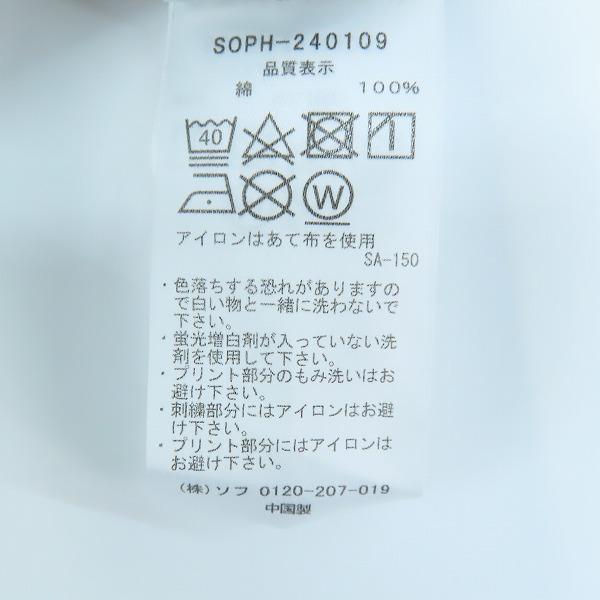 SOPH-240109
品質表示
綿 100%
40
W
アイロンはあて布を使用
SA-150
・色落ちする恐れがありますの
で白い物と一緒に洗わないで
下さい。
・蛍光増白剤が入っていない洗
剤を使用して下さい。
・プリント部分のもみ洗いはお
避け下さい。
・刺繍部分にはアイロンはお避
け下さい。
・プリント部分にはアイロンは
お避け下さい。
(株)ソフ 0120-207-019
中国製